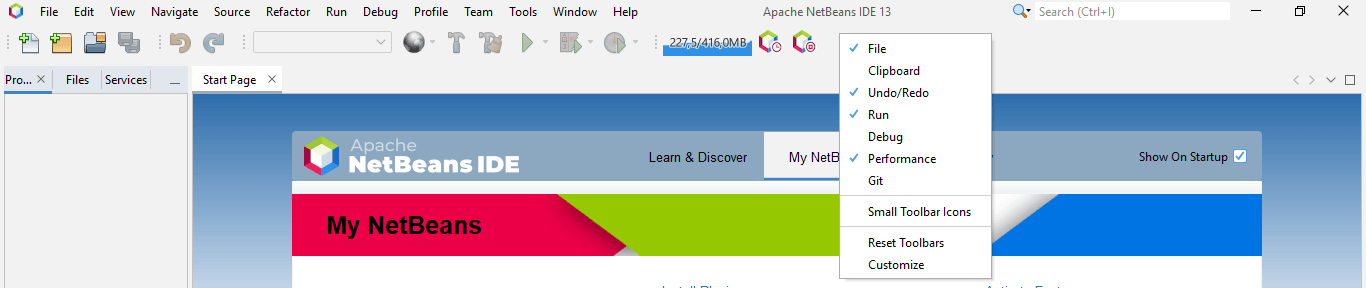 File Edit View Navigate Source Refactor Run Debug Profile Team Tools Window Help Apache NetBeans IDE 13 Search (Ctrl+I)
227,5/416,0MB
Pro... Files Services Start Page
Apache
NetBeans IDE
Learn & Discover My NetB Show On Startup
My NetBeans
File
Clipboard
Undo/Redo
Run
Debug
Performance
Git
Small Toolbar Icons
Reset Toolbars
Customize